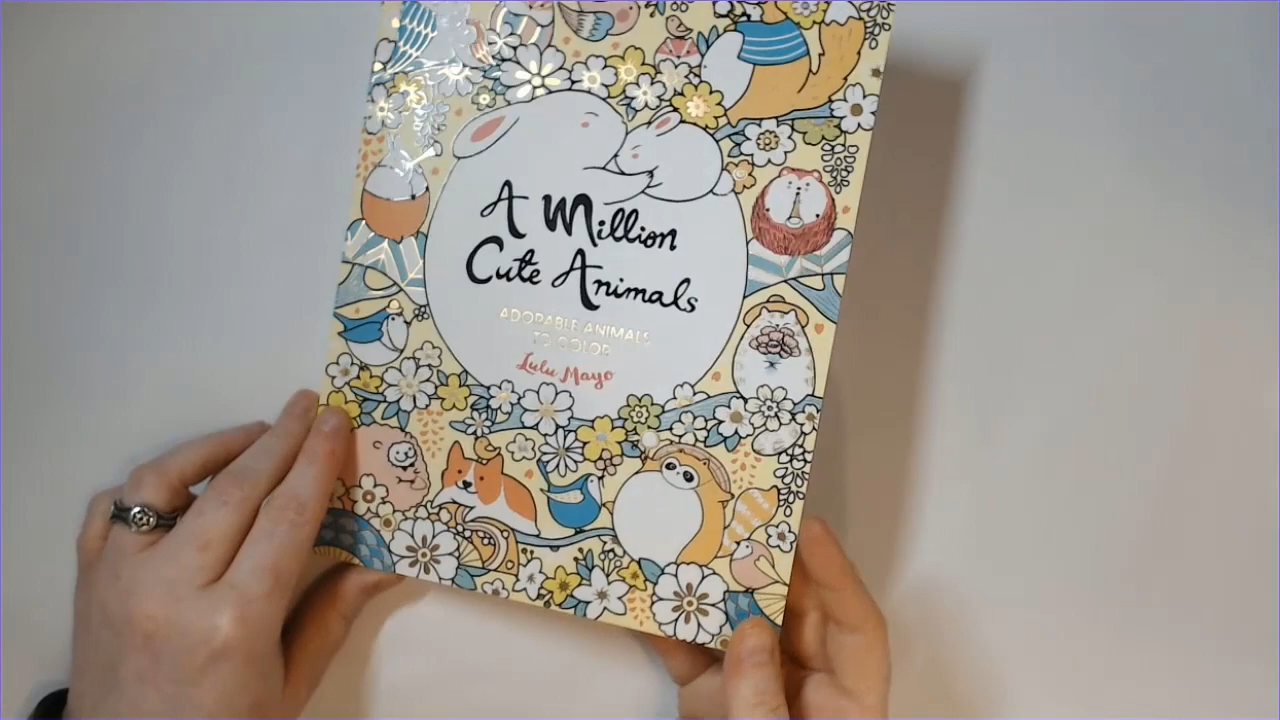 A Million
Cute Animals
ADORABLE ANIMALS
TO COLOR
Lulu Mayo